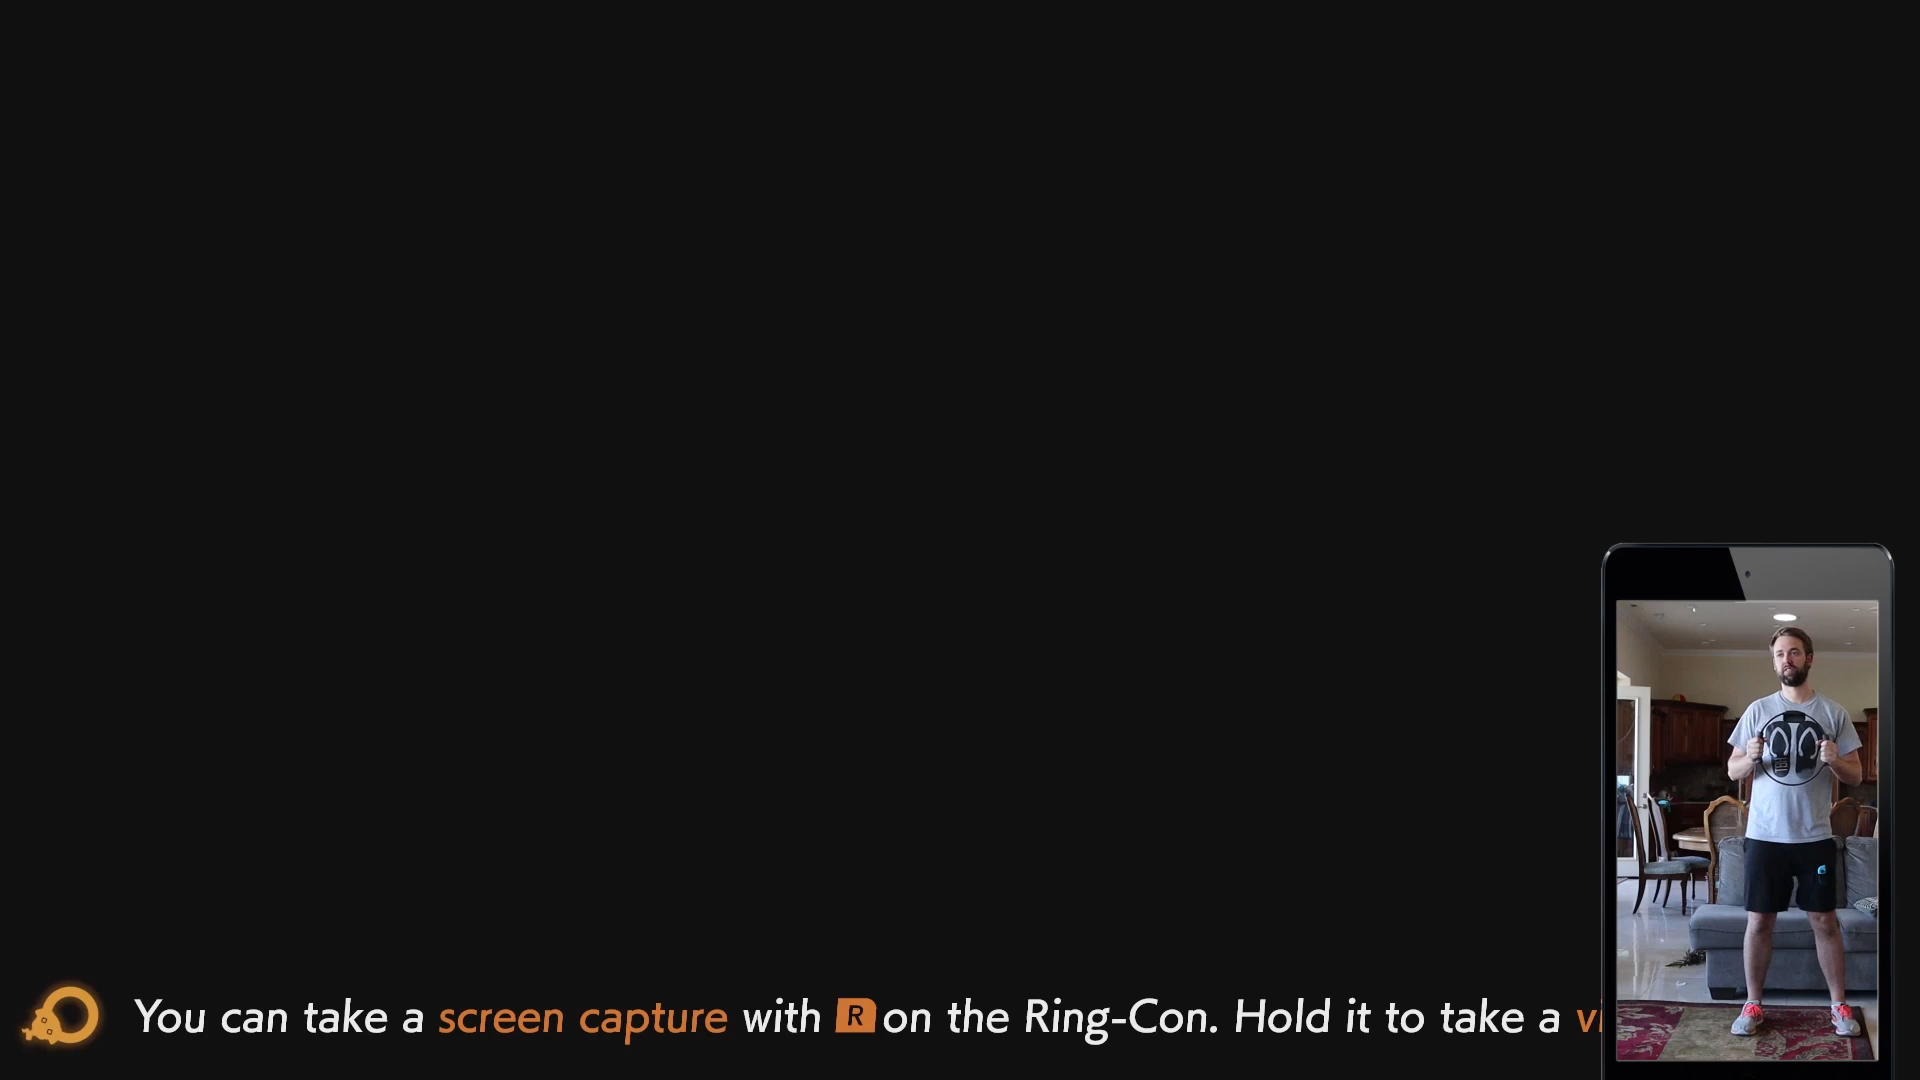 You can take a screen capture with R on the Ring-Con. Hold it to take a